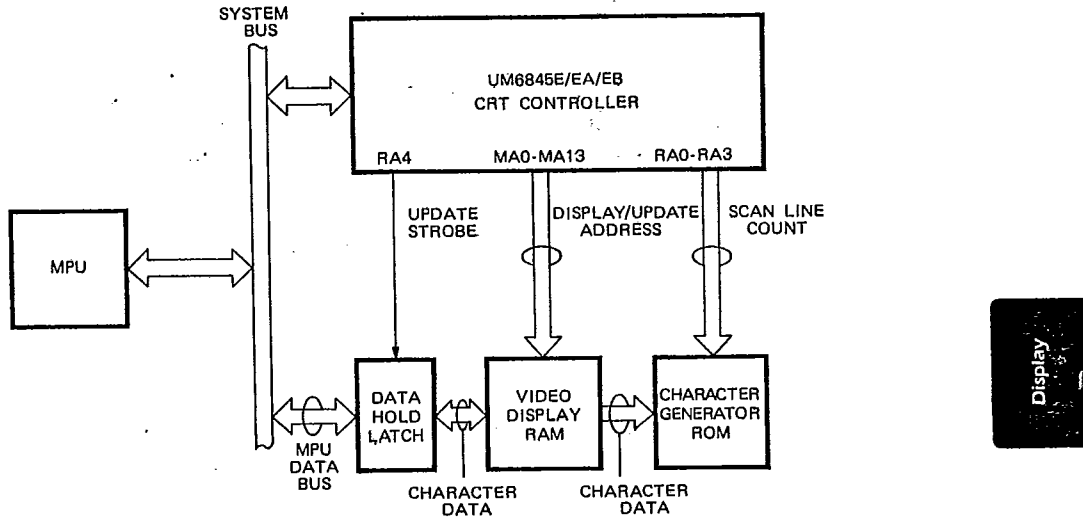 SYSTEM
BUS
UM6845E/EA/EB
CRT CONTROLLER
RA4
MA0-MA13
RA0-RA3
UPDATE
STROBE
DISPLAY/UPDATE
ADDRESS
SCAN LINE
COUNT
MPU
DATA
HOLD
LATCH
VIDEO
DISPLAY
RAM
CHARACTER
GENERATOR
ROM
MPU
DATA
BUS
CHARACTER
DATA
CHARACTER
DATA
Display